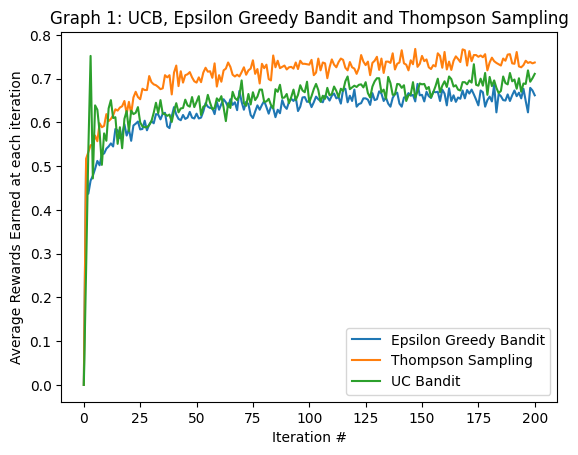 Graph 1: UCB, Epsilon Greedy Bandit and Thompson Sampling
Average Rewards Earned at each iteration
0.8
0.7
0.6
0.5
0.4
0.3
0.2
0.1
0.0
Epsilon Greedy Bandit
Thompson Sampling
UC Bandit
0 25 50 75 100 125 150 175 200
Iteration #